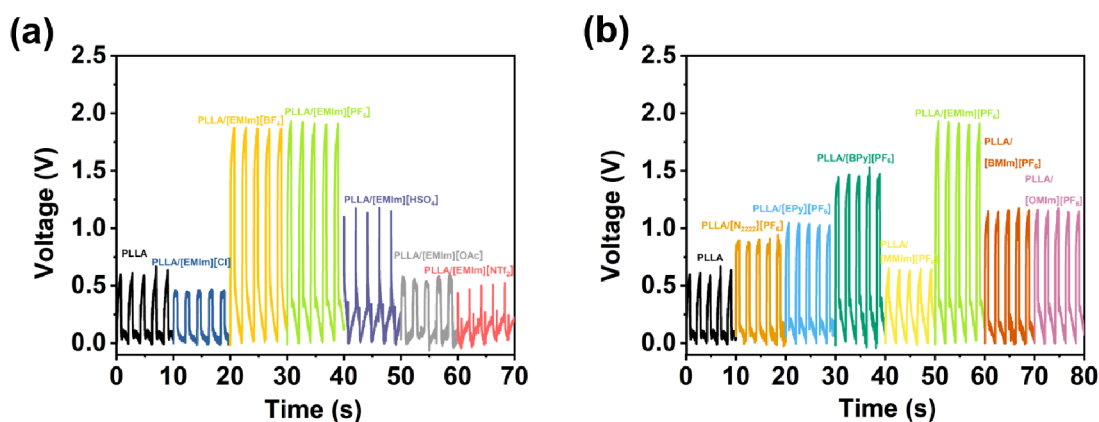 (a)
2.5
2.0
1.5
1.0
0.5
0.0
Voltage (V)
0 10 20 30 40 50 60 70
Time (s)
PLLA
PLLA/[EMIm][Cl]
PLLA/[EMIm][BF₄]
PLLA/[EMIm][PF₆]
PLLA/[EMIm][HSO₄]
PLLA/[EMIm][OAc]
PLLA/[EMIm][NTf₂]
(b)
2.5
2.0
1.5
1.0
0.5
0.0
Voltage (V)
0 10 20 30 40 50 60 70 80
Time (s)
PLLA
PLLA/[N₂₂₂₂][PF₆]
PLLA/[EPy][PF₆]
PLLA/[BPy][PF₆]
PLLA/
[MMIm][PF₆]
PLLA/[EMIm][PF₆]
PLLA/
[BMIm][PF₆]
PLLA/
[OMIm][PF₆]